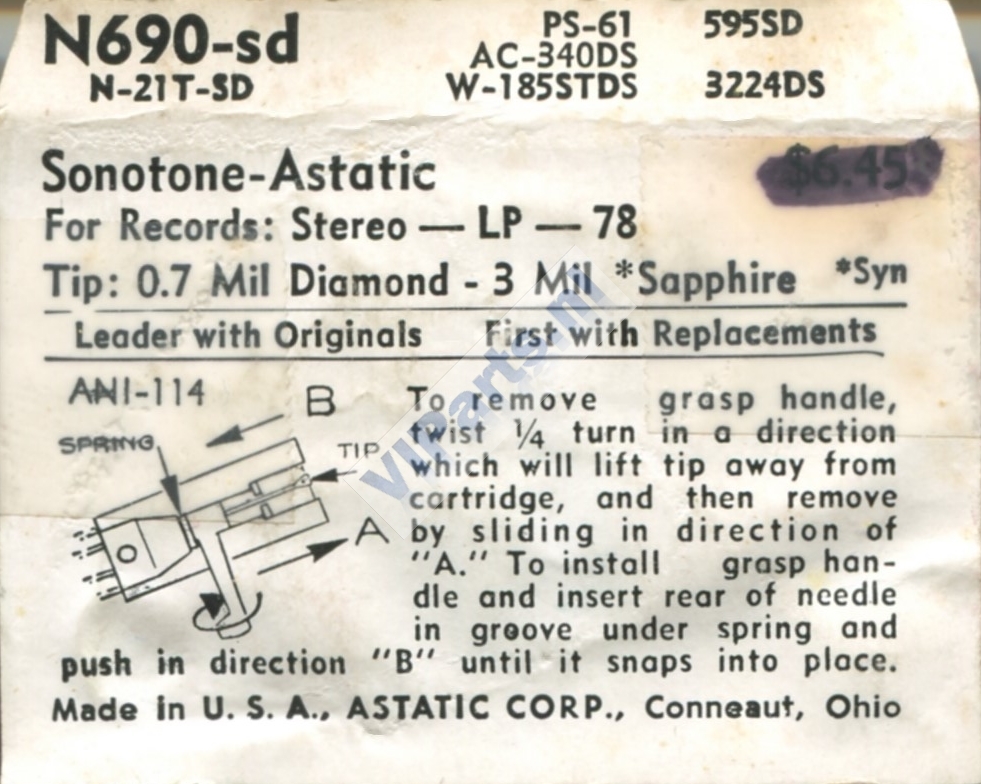 N690-sd
N-21T-SD
PS-61
AC-340DS
W-185STDS
595SD
3224DS
$6.45
Sonotone-Astatic
For Records: Stereo — LP — 78
Tip: 0.7 Mil Diamond - 3 Mil *Sapphire *Syn
Leader with Originals First with Replacements
ANI-114
B
SPRING
TIP
A
To remove grasp handle,
twist ¼ turn in a direction
which will lift tip away from
cartridge, and then remove
by sliding in direction of
"A." To install grasp han-
dle and insert rear of needle
in groove under spring and
push in direction "B" until it snaps into place.
Made in U. S. A., ASTATIC CORP., Conneaut, Ohio
VIParts.nl